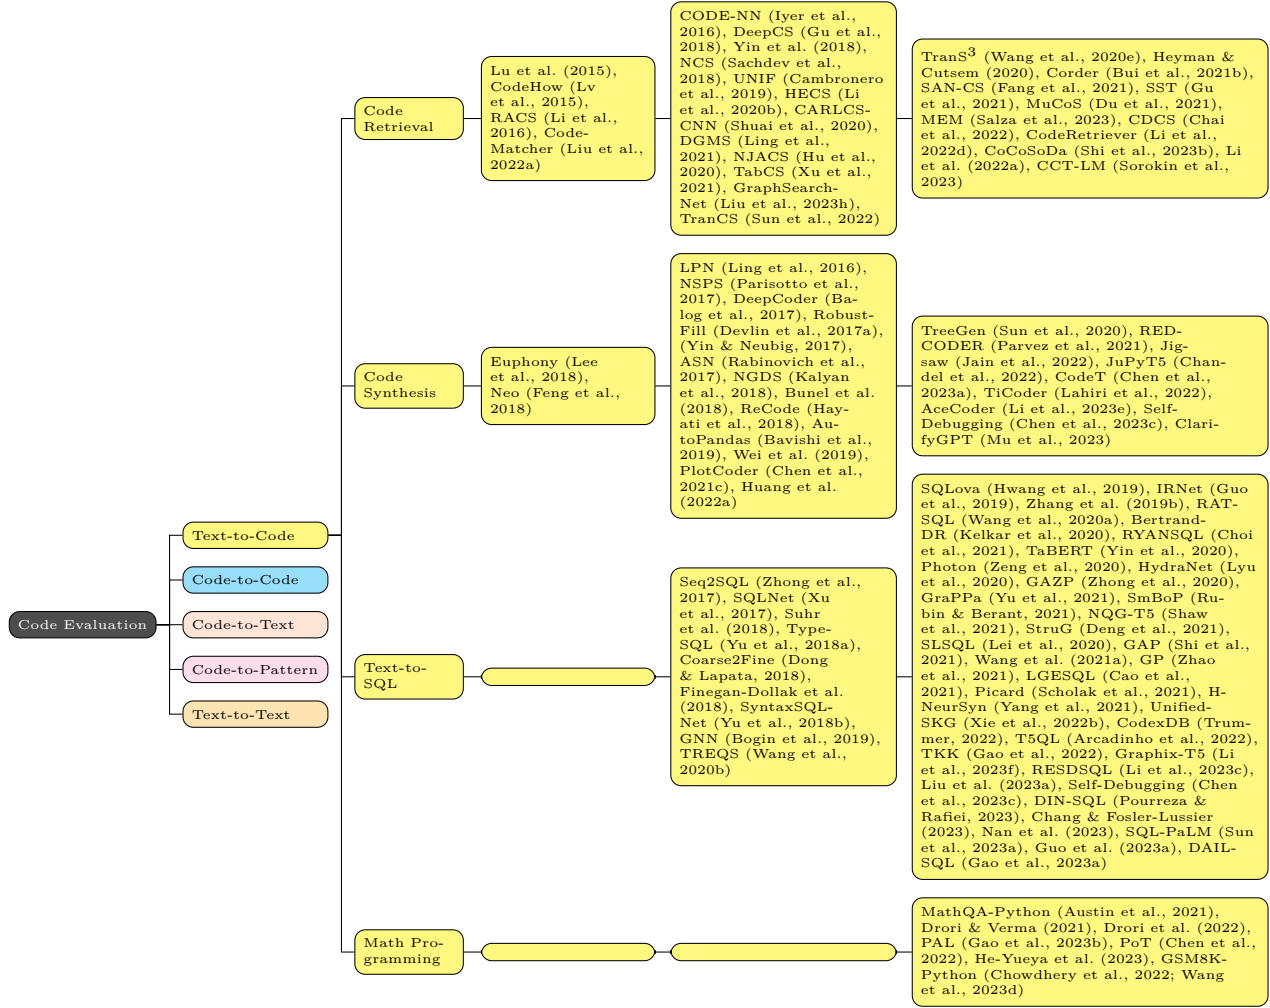 Code Evaluation
Text-to-Code
Code-to-Code
Code-to-Text
Code-to-Pattern
Text-to-Text
Code
Retrieval
Lu et al. (2015),
CodeHow (Lv
et al., 2015),
RACS (Li et al.,
2016), Code-
Matcher (Liu et al.,
2022a)
CODE-NN (Iyer et al.,
2016), DeepCS (Gu et al.,
2018), Yin et al. (2018),
NCS (Sachdev et al.,
2018), UNIF (Cambronero
et al., 2019), HECS (Li
et al., 2020b), CARLCS-
CNN (Shuai et al., 2020),
DGMS (Ling et al.,
2021), NJACS (Hu et al.,
2020), TabCS (Xu et al.,
2021), GraphSearch-
Net (Liu et al., 2023h),
TranCS (Sun et al., 2022)
TranS3 (Wang et al., 2020e), Heyman &
Cutsem (2020), Corder (Bui et al., 2021b),
SAN-CS (Fang et al., 2021), SST (Gu
et al., 2021), MuCoS (Du et al., 2021),
MEM (Salza et al., 2023), CDCS (Chai
et al., 2022), CodeRetriever (Li et al.,
2022d), CoCoSoDa (Shi et al., 2023b), Li
et al. (2022a), CCT-LM (Sorokin et al.,
2023)
Code
Synthesis
Euphony (Lee
et al., 2018),
Neo (Feng et al.,
2018)
LPN (Ling et al., 2016),
NSPS (Parisotto et al.,
2017), DeepCoder (Ba-
log et al., 2017), Robust-
Fill (Devlin et al., 2017a),
(Yin & Neubig, 2017),
ASN (Rabinovich et al.,
2017), NGDS (Kalyan
et al., 2018), Bunel et al.
(2018), ReCode (Hay-
ati et al., 2018), Au-
toPandas (Bavishi et al.,
2019), Wei et al. (2019),
PlotCoder (Chen et al.,
2021c), Huang et al.
(2022a)
TreeGen (Sun et al., 2020), RED-
CODER (Parvez et al., 2021), Jig-
saw (Jain et al., 2022), JuPyT5 (Chan-
del et al., 2022), CodeT (Chen et al.,
2023a), TiCoder (Lahiri et al., 2022),
AceCoder (Li et al., 2023e), Self-
Debugging (Chen et al., 2023c), Clari-
fyGPT (Mu et al., 2023)
Text-to-
SQL
Seq2SQL (Zhong et al.,
2017), SQLNet (Xu
et al., 2017), Suhr
et al. (2018), Type-
SQL (Yu et al., 2018a),
Coarse2Fine (Dong
& Lapata, 2018),
Finegan-Dollak et al.
(2018), SyntaxSQL-
Net (Yu et al., 2018b),
GNN (Bogin et al., 2019),
TREQS (Wang et al.,
2020b)
SQLova (Hwang et al., 2019), IRNet (Guo
et al., 2019), Zhang et al. (2019b), RAT-
SQL (Wang et al., 2020a), Bertrand-
DR (Kelkar et al., 2020), RYANSQL (Choi
et al., 2021), TaBERT (Yin et al., 2020),
Photon (Zeng et al., 2020), HydraNet (Lyu
et al., 2020), GAZP (Zhong et al., 2020),
GraPPa (Yu et al., 2021), SmBoP (Ru-
bin & Berant, 2021), NQG-T5 (Shaw
et al., 2021), StruG (Deng et al., 2021),
SLSQL (Lei et al., 2020), GAP (Shi et al.,
2021), Wang et al. (2021a), GP (Zhao
et al., 2021), LGESQL (Cao et al.,
2021), Picard (Scholak et al., 2021), H-
NeurSyn (Yang et al., 2021), Unified-
SKG (Xie et al., 2022b), CodexDB (Trum-
mer, 2022), T5QL (Arcadinho et al., 2022),
TKK (Gao et al., 2022), Graphix-T5 (Li
et al., 2023f), RESDSQL (Li et al., 2023c),
Liu et al. (2023a), Self-Debugging (Chen
et al., 2023c), DIN-SQL (Pourreza &
Rafiei, 2023), Chang & Fosler-Lussier
(2023), Nan et al. (2023), SQL-PaLM (Sun
et al., 2023a), Guo et al. (2023a), DAIL-
SQL (Gao et al., 2023a)
Math Pro-
gramming
MathQA-Python (Austin et al., 2021),
Drori & Verma (2021), Drori et al. (2022),
PAL (Gao et al., 2023b), PoT (Chen et al.,
2022), He-Yueya et al. (2023), GSM8K-
Python (Chowdhery et al., 2022; Wang
et al., 2023d)